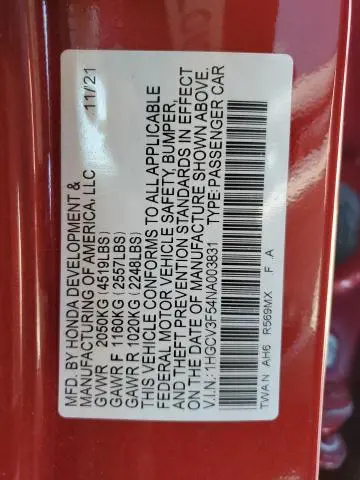 MFD. BY HONDA DEVELOPMENT &
MANUFACTURING OF AMERICA, LLC 11/21
GVWR 2050KG (4519LBS)
GAWR F 1160KG (2557LBS)
GAWR R 1020KG (2248LBS)
THIS VEHICLE CONFORMS TO ALL APPLICABLE
FEDERAL MOTOR VEHICLE SAFETY, BUMPER,
AND THEFT PREVENTION STANDARDS IN EFFECT
ON THE DATE OF MANUFACTURE SHOWN ABOVE.
V.I.N.: 1HGCV3F54NA003831 TYPE: PASSENGER CAR
TWA N AH6 R569MX F .A